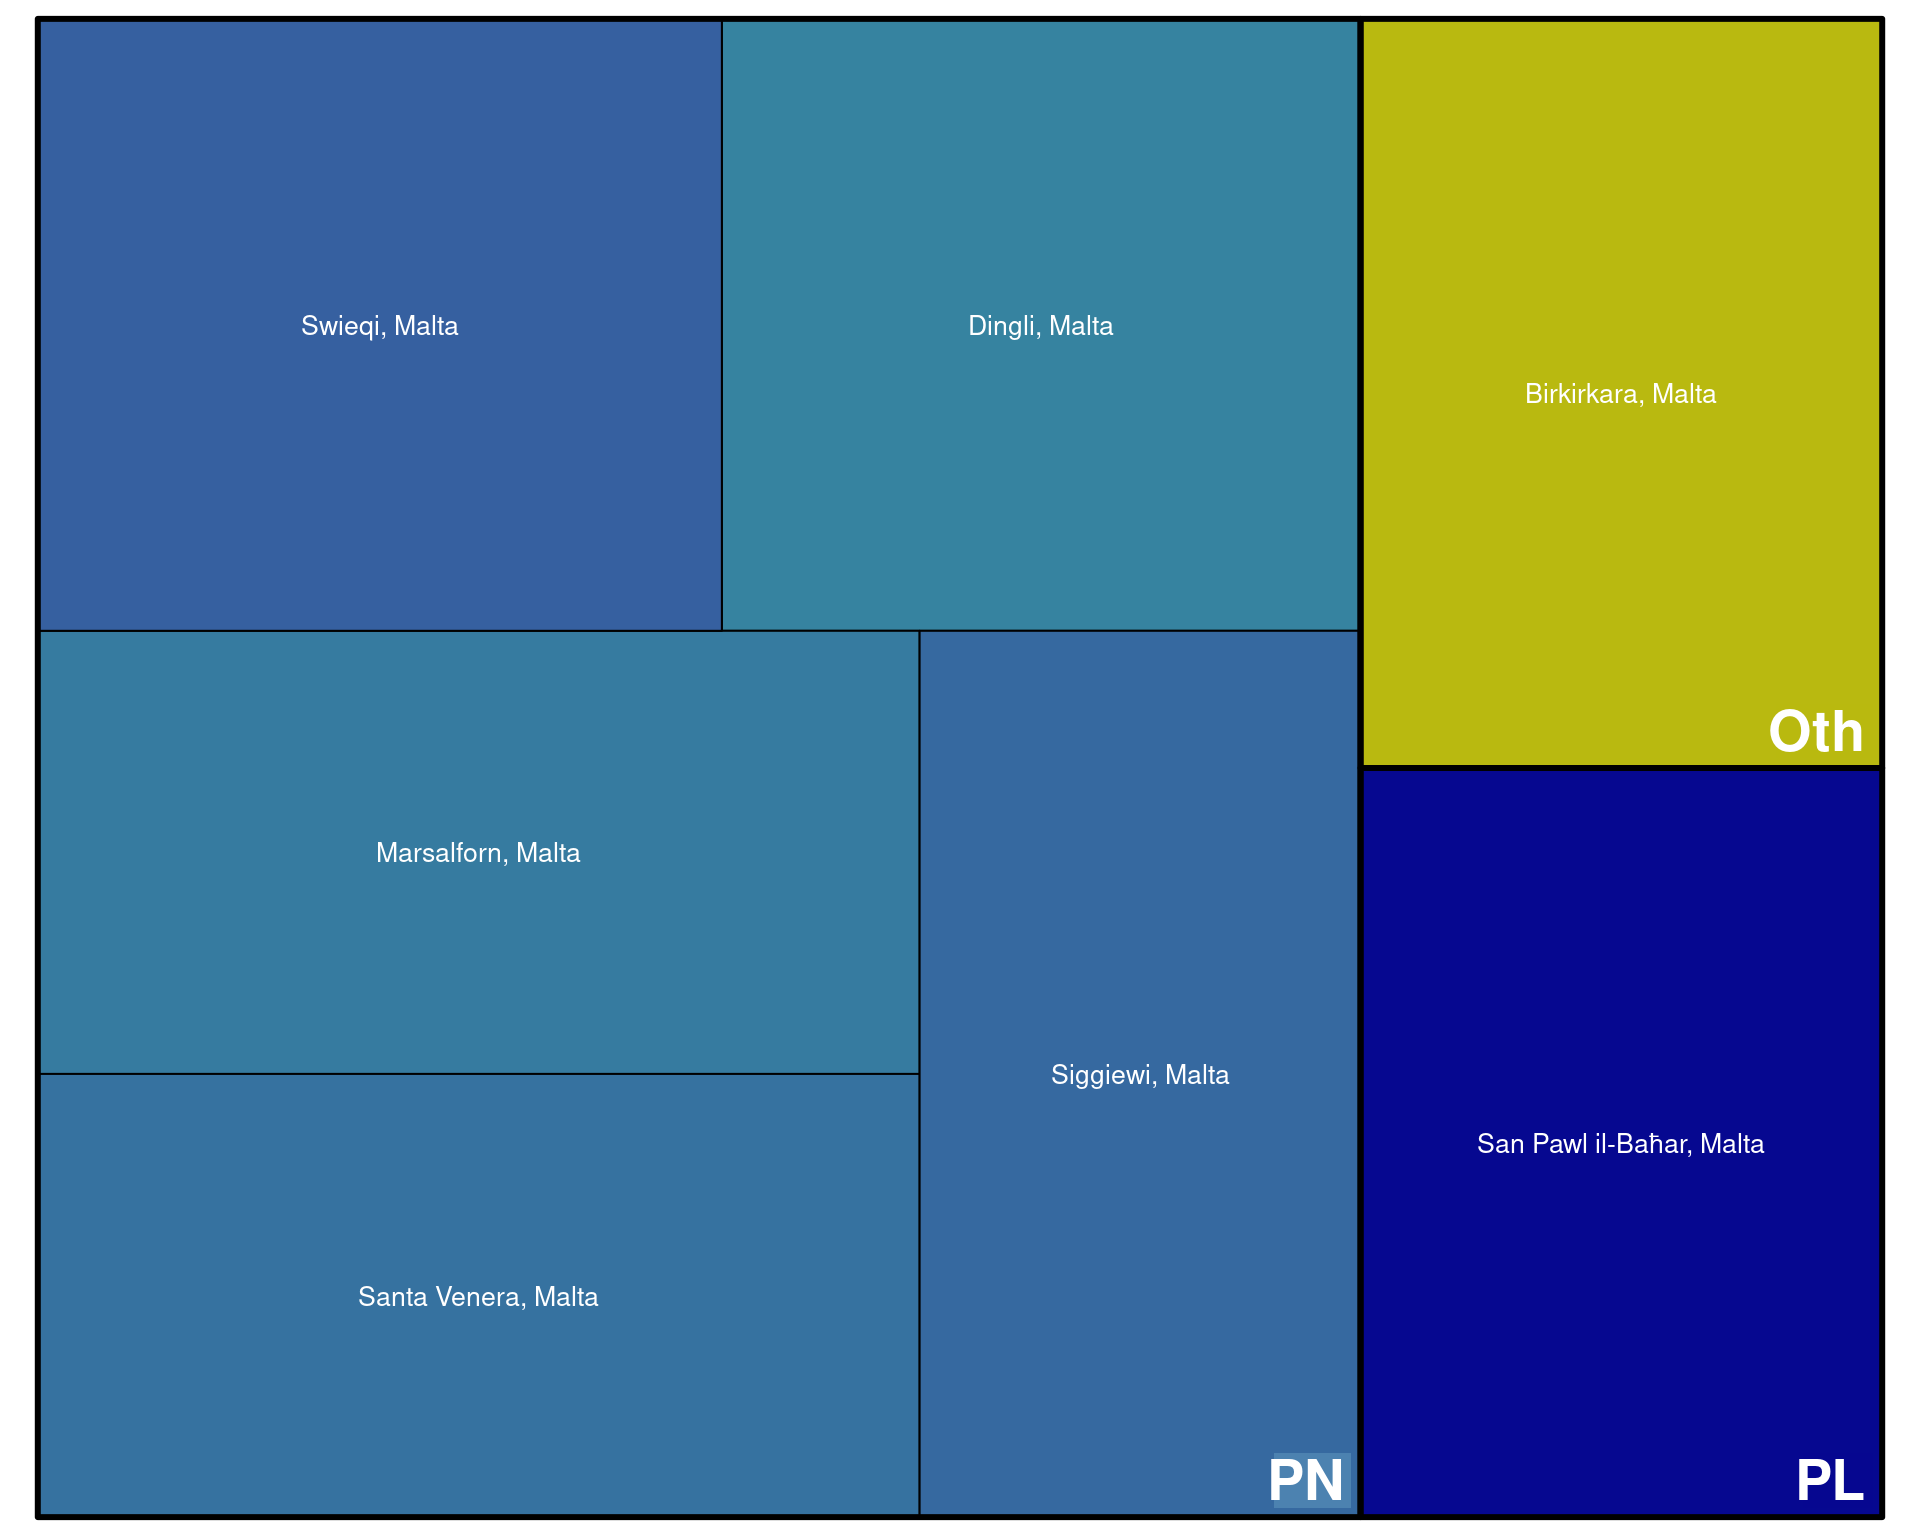 Swieqi, Malta
Dingli, Malta
Birkirkara, Malta
Oth
Marsalforn, Malta
Siggiewi, Malta
San Pawl il-Baħar, Malta
Santa Venera, Malta
PN
PL